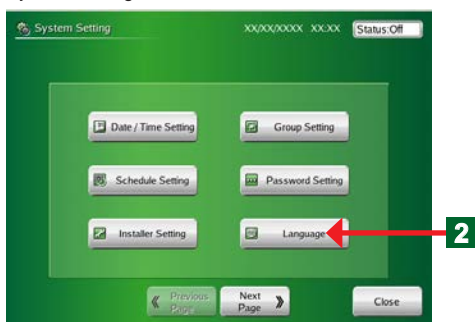 System Setting XX/XX/XXXX XX:XX Status:Off
Date / Time Setting Group Setting
Schedule Setting Password Setting
Installer Setting Language
2
Previous Page Next Page Close